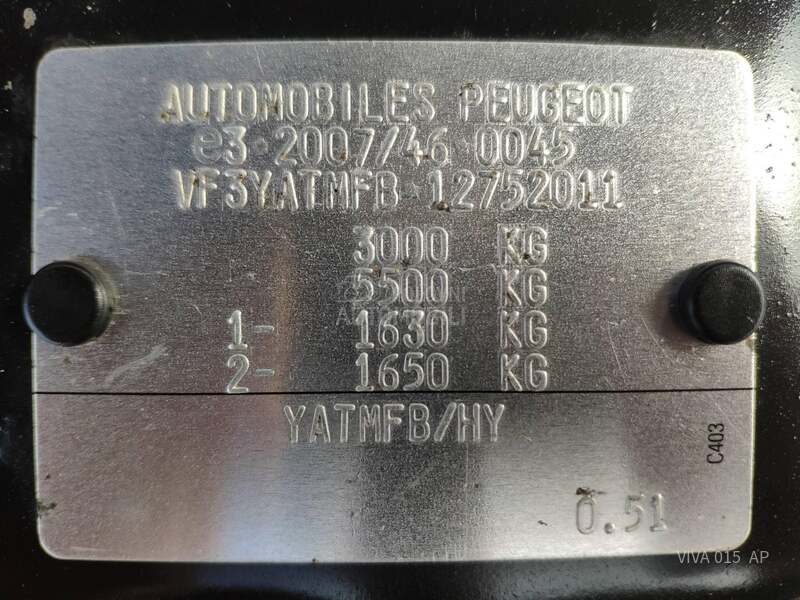 AUTOMOBILES PEUGEOT
e3*2007/46*0045
VF3YATMFB*12752011
3000 KG
5500 KG
1- 1630 KG
2- 1650 KG
YATMFB/HY
C403
0.51
VIVA 015 AP